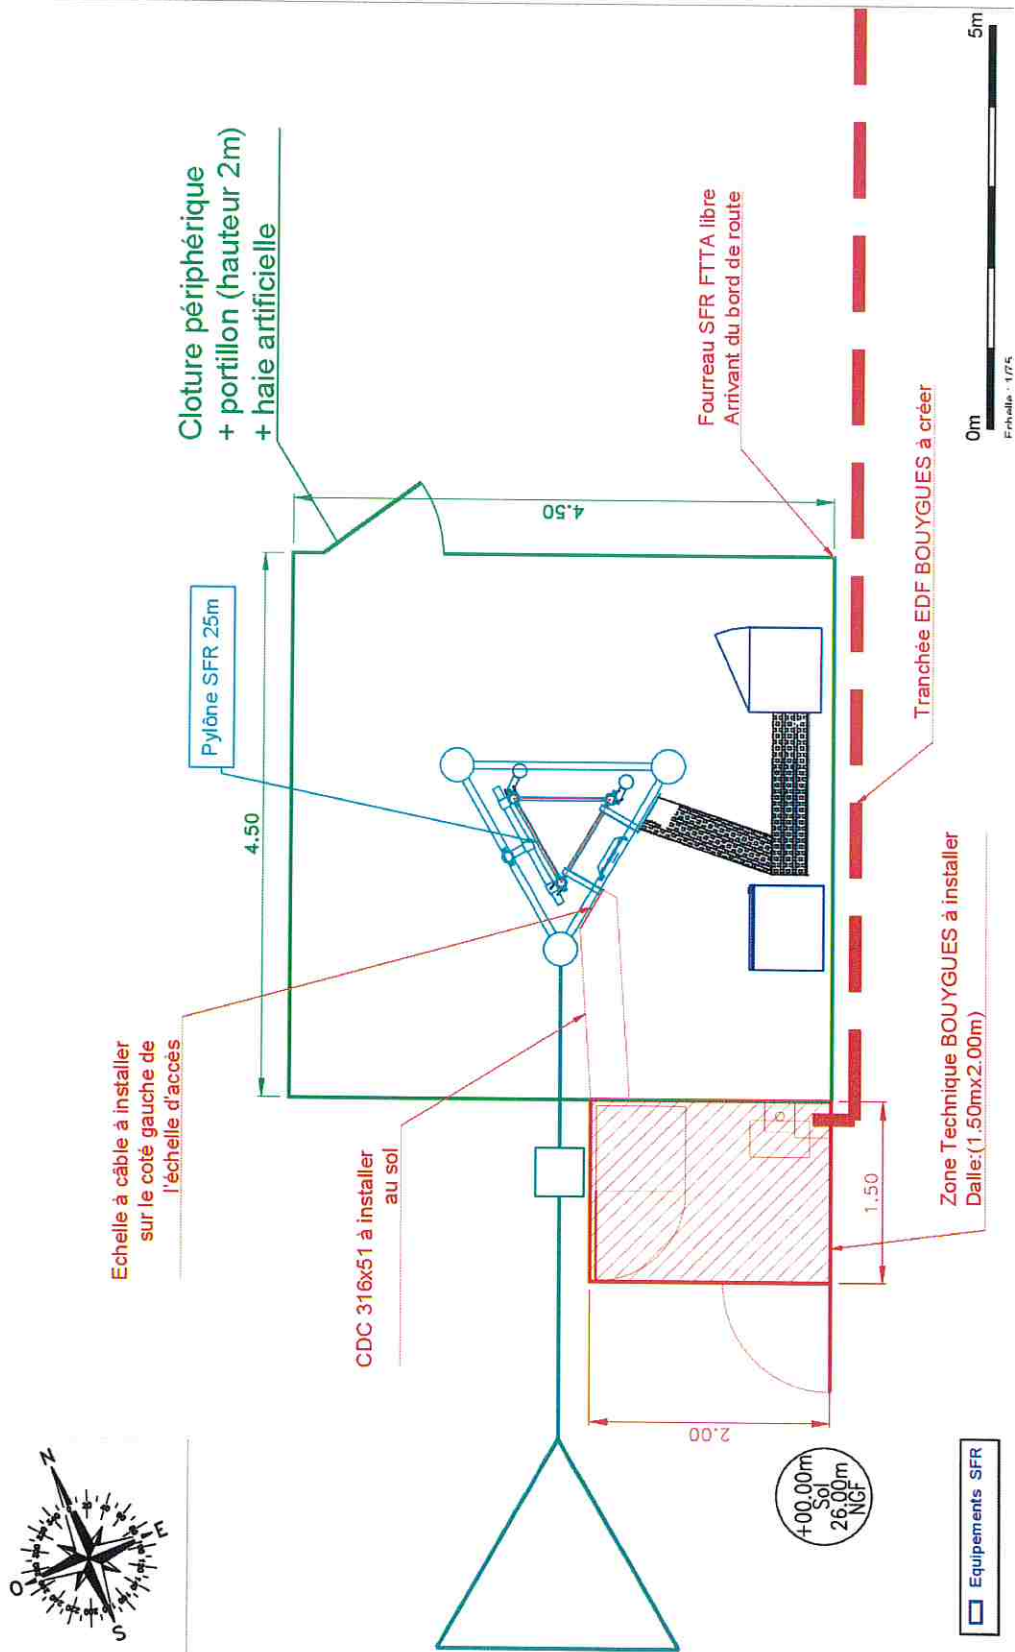 Cloture périphérique
+ portillon (hauteur 2m)
+ haie artificielle
Pylône SFR 25m
4.50
4.50
Echelle à câble à installer
sur le coté gauche de
l'échelle d'accès
CDC 316x51 à installer
au sol
Fourreau SFR FTTA libre
Arrivant du bord de route
Tranchée EDF BOUYGUES à créer
Zone Technique BOUYGUES à installer
Dalle:(1.50mx2.00m)
1.50
2.00
N
E
S
O
+00.00m
Sol
26.00m
NGF
Equipements SFR
0m
5m
Echelle : 1/75